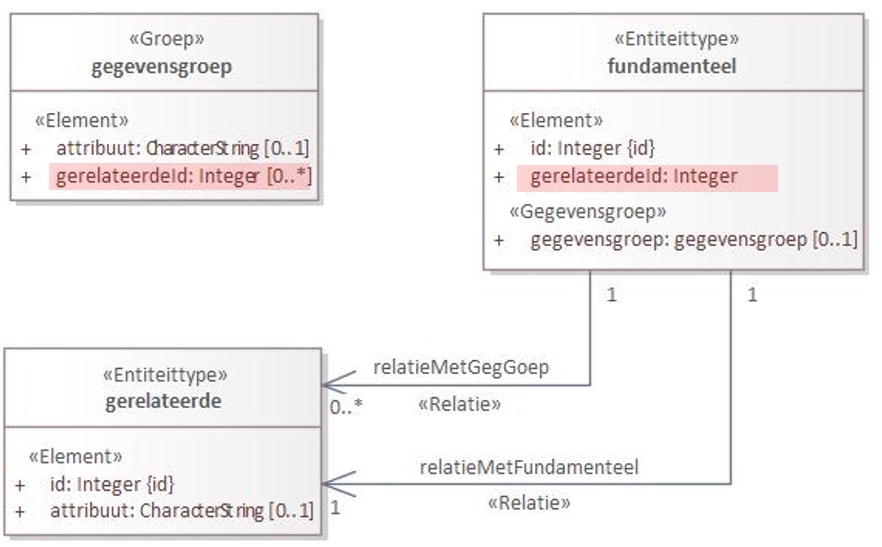 «Groep»
gegevensgroep
«Element»
+ attribuut: CharacterString [0..1]
+ gerelateerdeId: Integer [0..*]
«Entiteittype»
fundamenteel
«Element»
+ id: Integer {id}
+ gerelateerdeId: Integer
«Gegevensgroep»
+ gegevensgroep: gegevensgroep [0..1]
1
1
relatieMetGegGoep
0..*
«Relatie»
relatieMetFundamenteel
1
«Relatie»
«Entiteittype»
gerelateerde
«Element»
+ id: Integer {id}
+ attribuut: CharacterString [0..1]